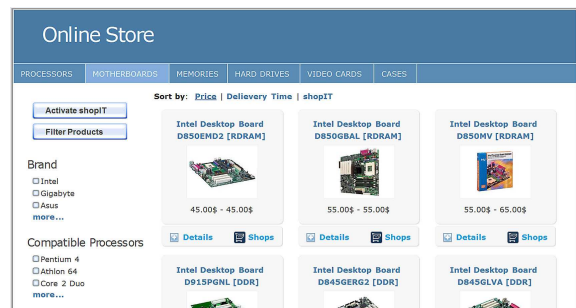 Online Store
PROCESSORS MOTHERBOARDS MEMORIES HARD DRIVES VIDEO CARDS CASES
Sort by: Price | Delievery Time | shopIT
Activate shopIT
Filter Products
Brand
Intel
Gigabyte
Asus
more...
Compatible Processors
Pentium 4
Athlon 64
Core 2 Duo
more...
Intel Desktop Board
D850EMD2 [RDRAM]
45.00$ - 45.00$
Details Shops
Intel Desktop Board
D850GBAL [RDRAM]
55.00$ - 55.00$
Details Shops
Intel Desktop Board
D850MV [RDRAM]
55.00$ - 65.00$
Details Shops
Intel Desktop Board
D915PGNL [DDR]
Intel Desktop Board
D845GERG2 [DDR]
Intel Desktop Board
D845GLVA [DDR]